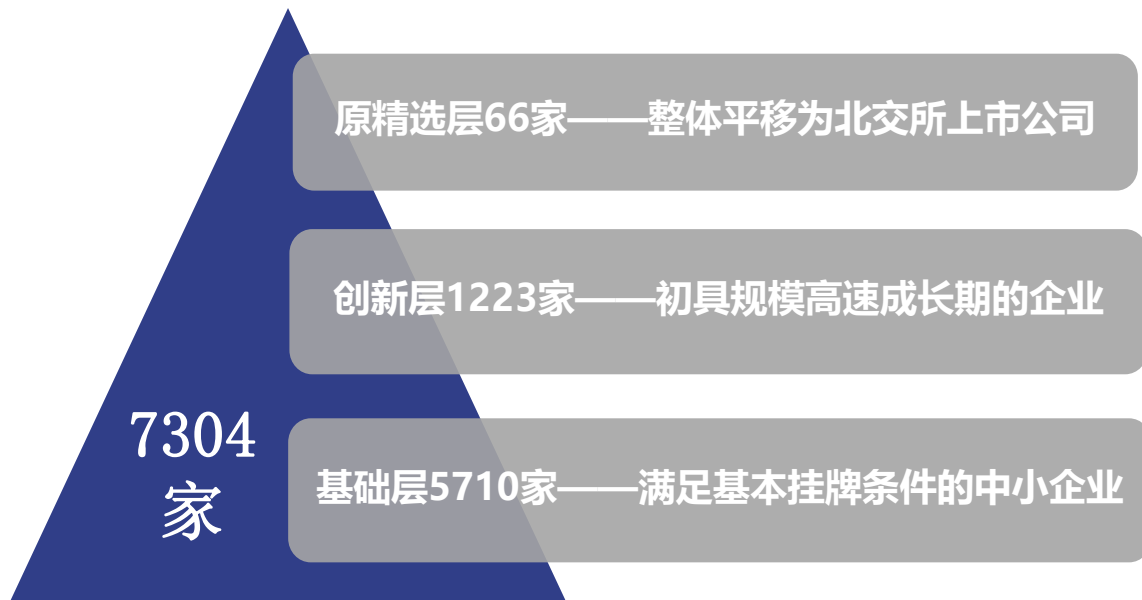 原精选层66家——整体平移为北交所上市公司
创新层1223家——初具规模高速成长期的企业
7304
家
基础层5710家——满足基本挂牌条件的中小企业